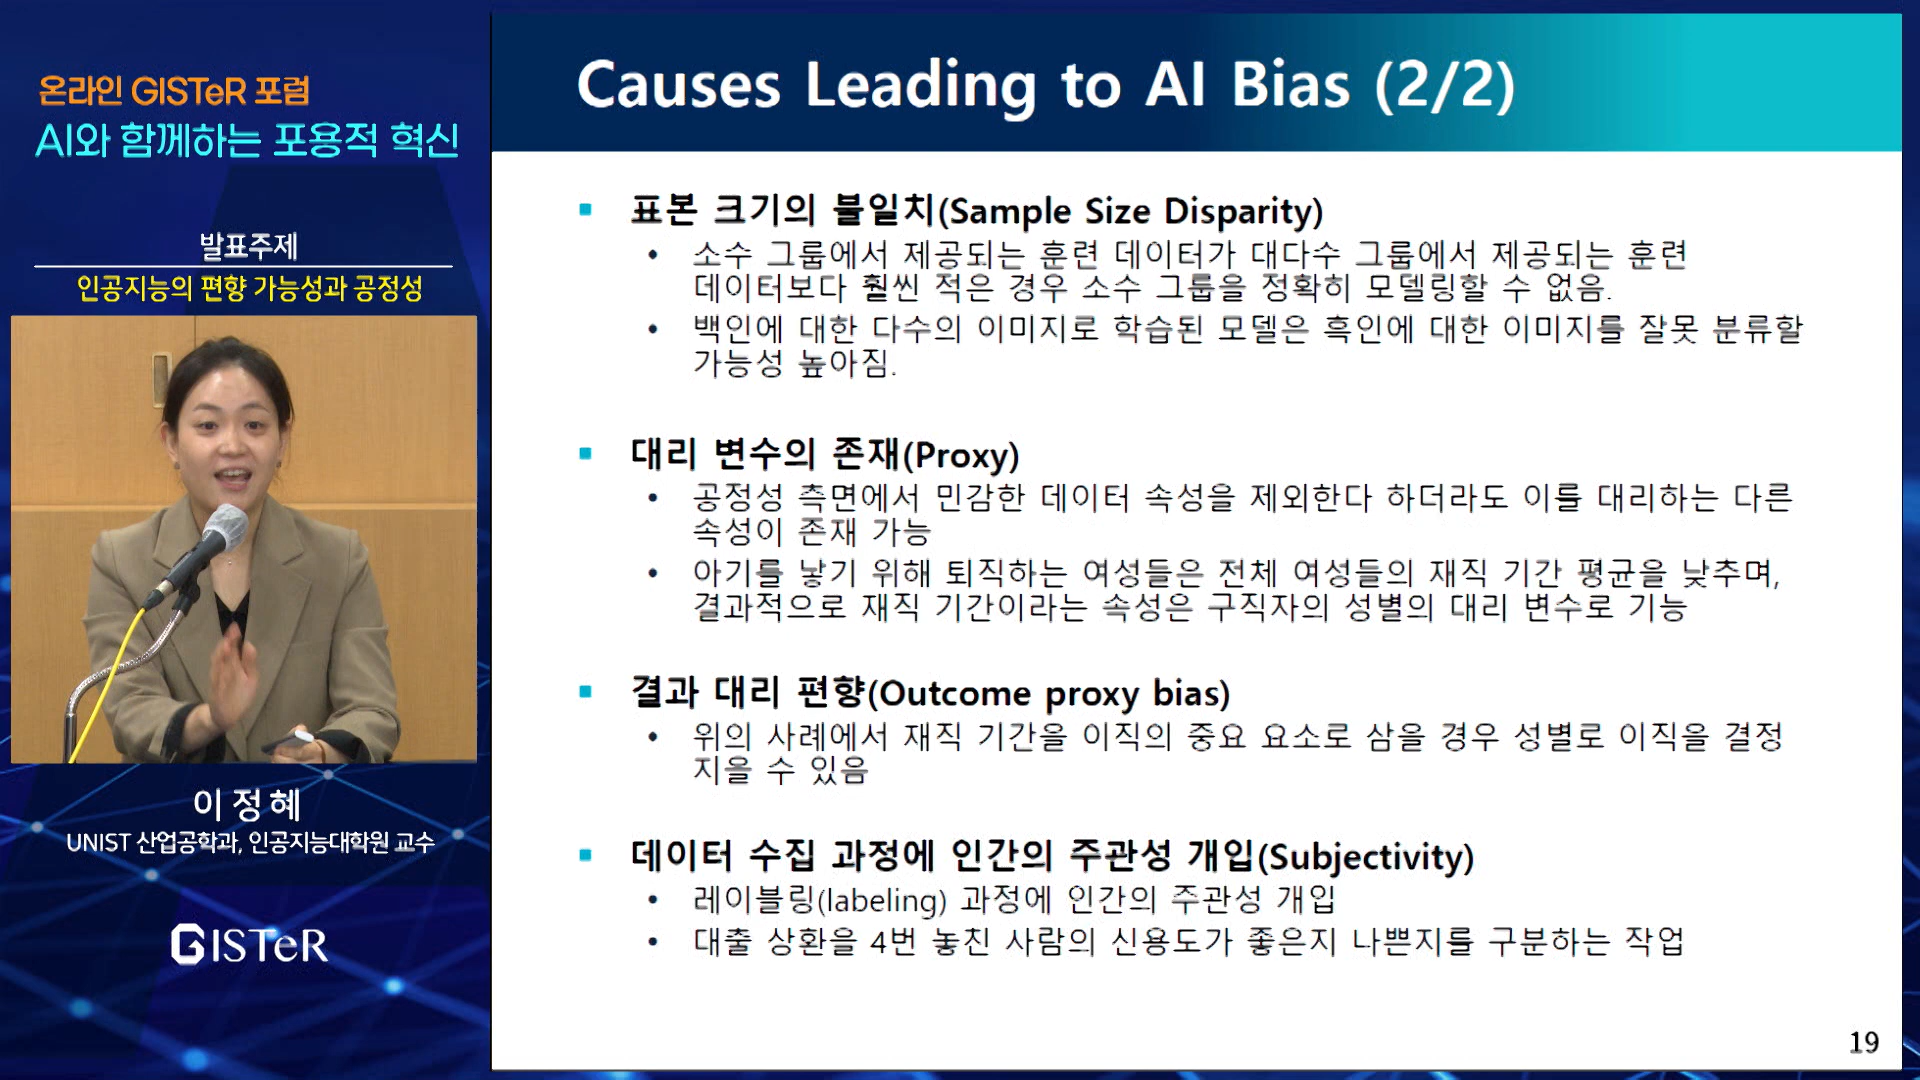 온라인 GISTeR 포럼
AI와 함께하는 포용적 혁신
발표주제
인공지능의 편향 가능성과 공정성
이정혜
UNIST 산업공학과, 인공지능대학원 교수
GISTeR
Causes Leading to AI Bias (2/2)
▪ 표본 크기의 불일치(Sample Size Disparity)
• 소수 그룹에서 제공되는 훈련 데이터가 대다수 그룹에서 제공되는 훈련
데이터보다 훨씬 적은 경우 소수 그룹을 정확히 모델링할 수 없음.
• 백인에 대한 다수의 이미지로 학습된 모델은 흑인에 대한 이미지를 잘못 분류할
가능성 높아짐.
▪ 대리 변수의 존재(Proxy)
• 공정성 측면에서 민감한 데이터 속성을 제외한다 하더라도 이를 대리하는 다른
속성이 존재 가능
• 아기를 낳기 위해 퇴직하는 여성들은 전체 여성들의 재직 기간 평균을 낮추며,
결과적으로 재직 기간이라는 속성은 구직자의 성별의 대리 변수로 기능
▪ 결과 대리 편향(Outcome proxy bias)
• 위의 사례에서 재직 기간을 이직의 중요 요소로 삼을 경우 성별로 이직을 결정
지을 수 있음
▪ 데이터 수집 과정에 인간의 주관성 개입(Subjectivity)
• 레이블링(labeling) 과정에 인간의 주관성 개입
• 대출 상환을 4번 놓친 사람의 신용도가 좋은지 나쁜지를 구분하는 작업
19